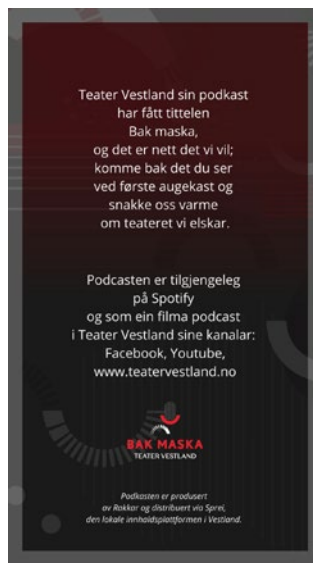 Teater Vestland sin podkast
har fått tittelen
Bak maska,
og det er nett det vi vil;
komme bak det du ser
ved første augekast og
snakke oss varme
om teateret vi elskar.
Podcasten er tilgjengeleg
på Spotify
og som ein filma podcast
i Teater Vestland sine kanalar:
Facebook, Youtube,
www.teatervestland.no
BAK MASKA
TEATER VESTLAND
Podkasten er produsert
av Rakkar og distribuert via Sprei,
den lokale innhaldsplattformen i Vestland.